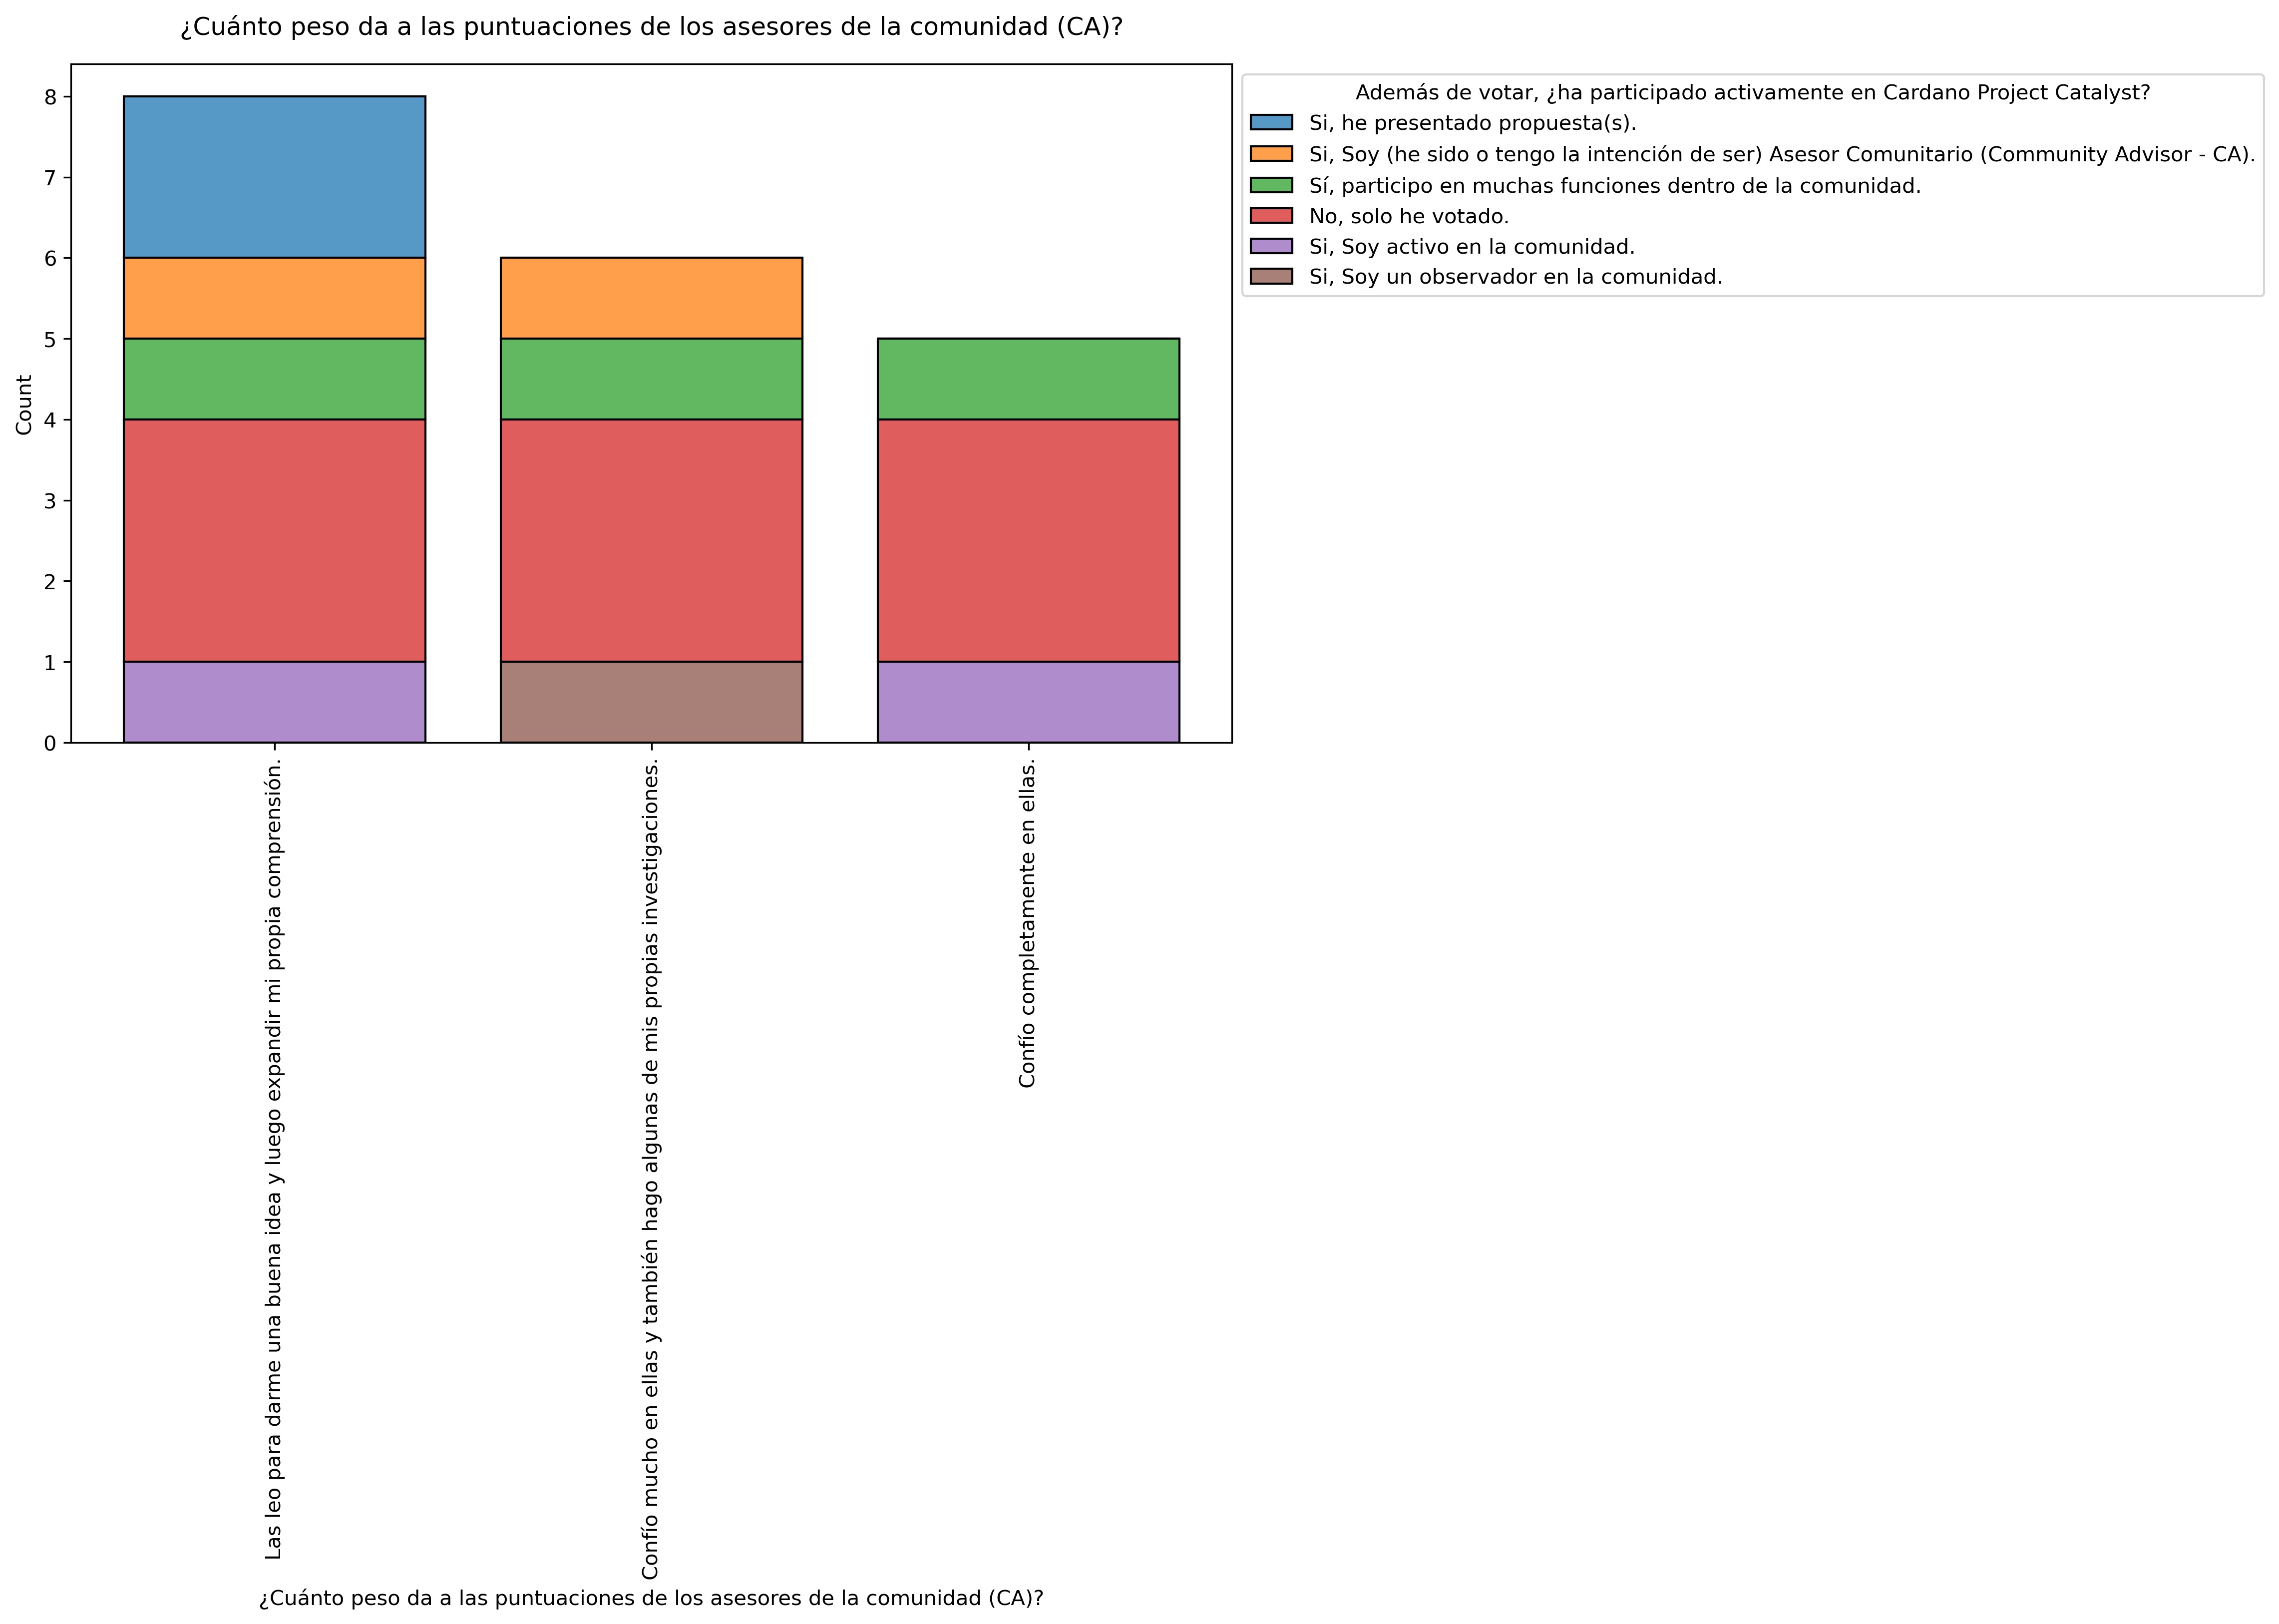 ¿Cuánto peso da a las puntuaciones de los asesores de la comunidad (CA)?
Además de votar, ¿ha participado activamente en Cardano Project Catalyst?
Si, he presentado propuesta(s).
Si, Soy (he sido o tengo la intención de ser) Asesor Comunitario (Community Advisor - CA).
Sí, participo en muchas funciones dentro de la comunidad.
No, solo he votado.
Si, Soy activo en la comunidad.
Si, Soy un observador en la comunidad.
Count
8
7
6
5
4
3
2
1
0
Las leo para darme una buena idea y luego expandir mi propia comprensión.
Confío mucho en ellas y también hago algunas de mis propias investigaciones.
Confío completamente en ellas.
¿Cuánto peso da a las puntuaciones de los asesores de la comunidad (CA)?